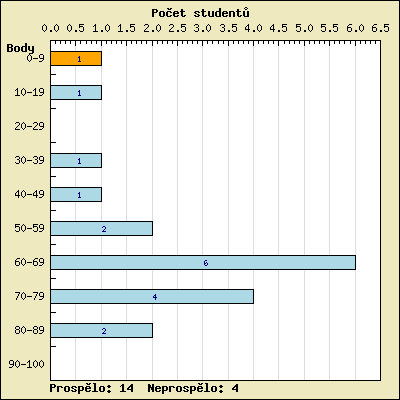 Počet studentů
0.0 0.5 1.0 1.5 2.0 2.5 3.0 3.5 4.0 4.5 5.0 5.5 6.0 6.5
Body
0-9 1
10-19 1
20-29
30-39 1
40-49 1
50-59 2
60-69 6
70-79 4
80-89 2
90-100
Prospělo: 14 Neprospělo: 4